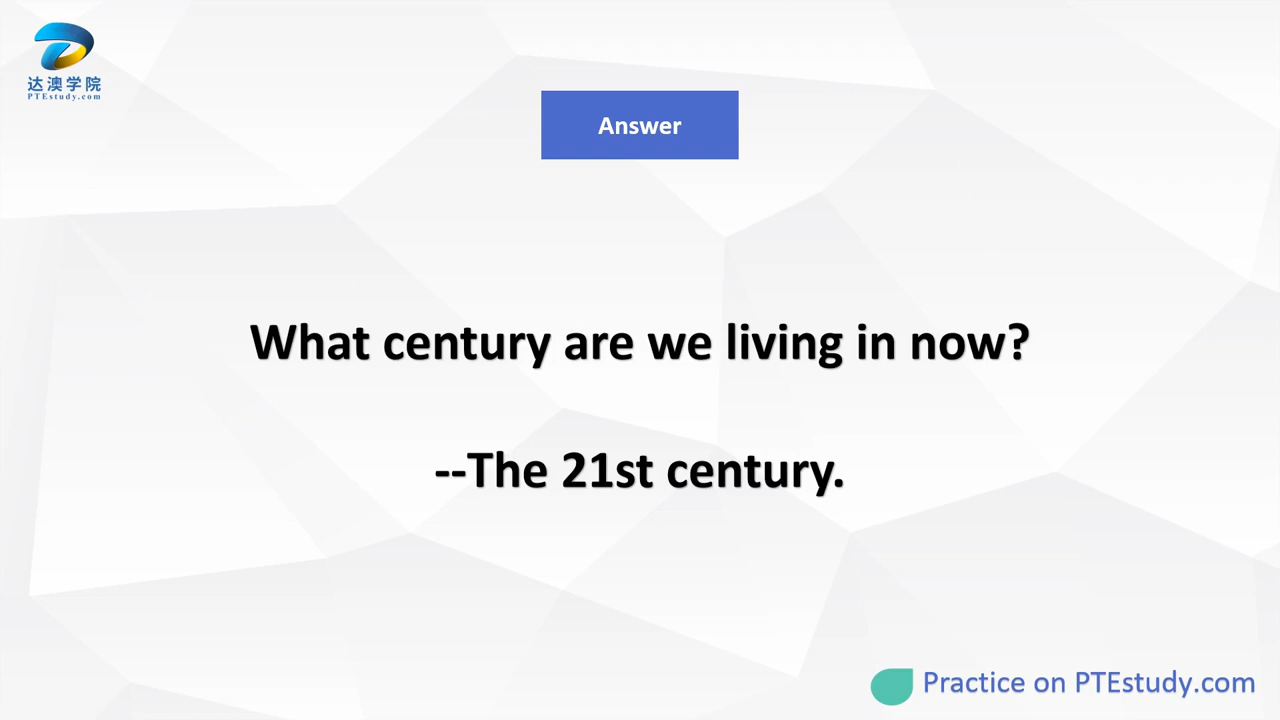 达澳学院
PTEstudy.com
Answer
What century are we living in now?
--The 21st century.
Practice on PTEstudy.com